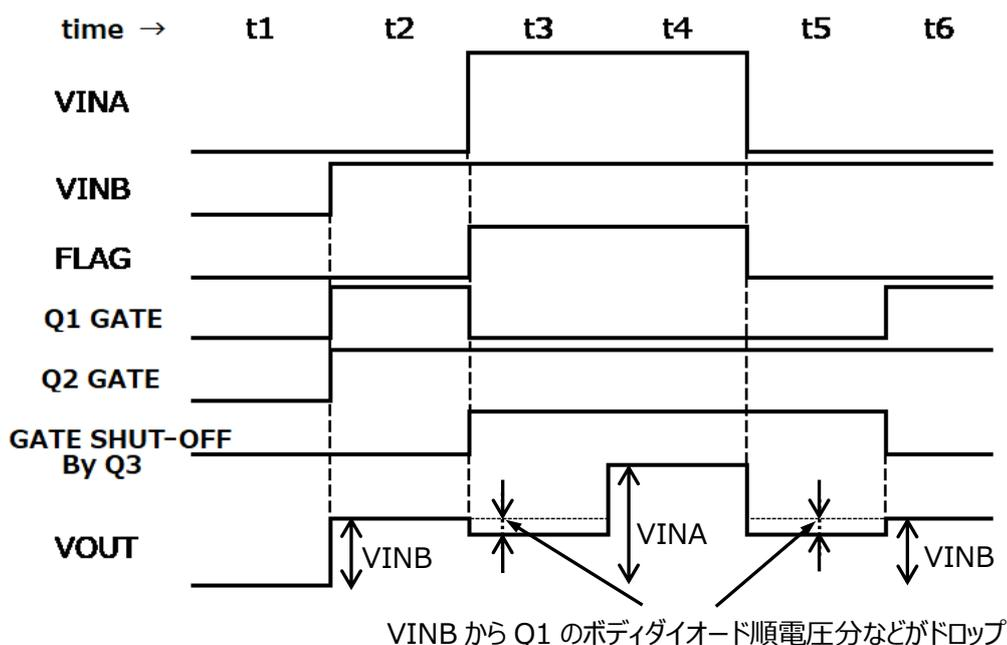 time → t1 t2 t3 t4 t5 t6
VINA
VINB
FLAG
Q1 GATE
Q2 GATE
GATE SHUT-OFF
By Q3
VOUT
VINB
VINA
VINB
VINB から Q1 のボディダイオード順電圧分などがドロップ